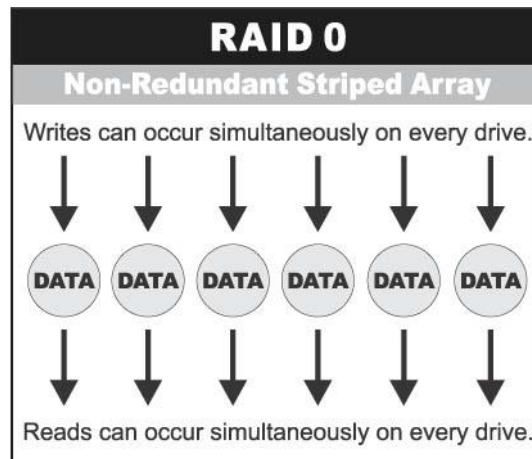 RAID 0
Non-Redundant Striped Array
Writes can occur simultaneously on every drive.
DATA DATA DATA DATA DATA DATA
Reads can occur simultaneously on every drive.